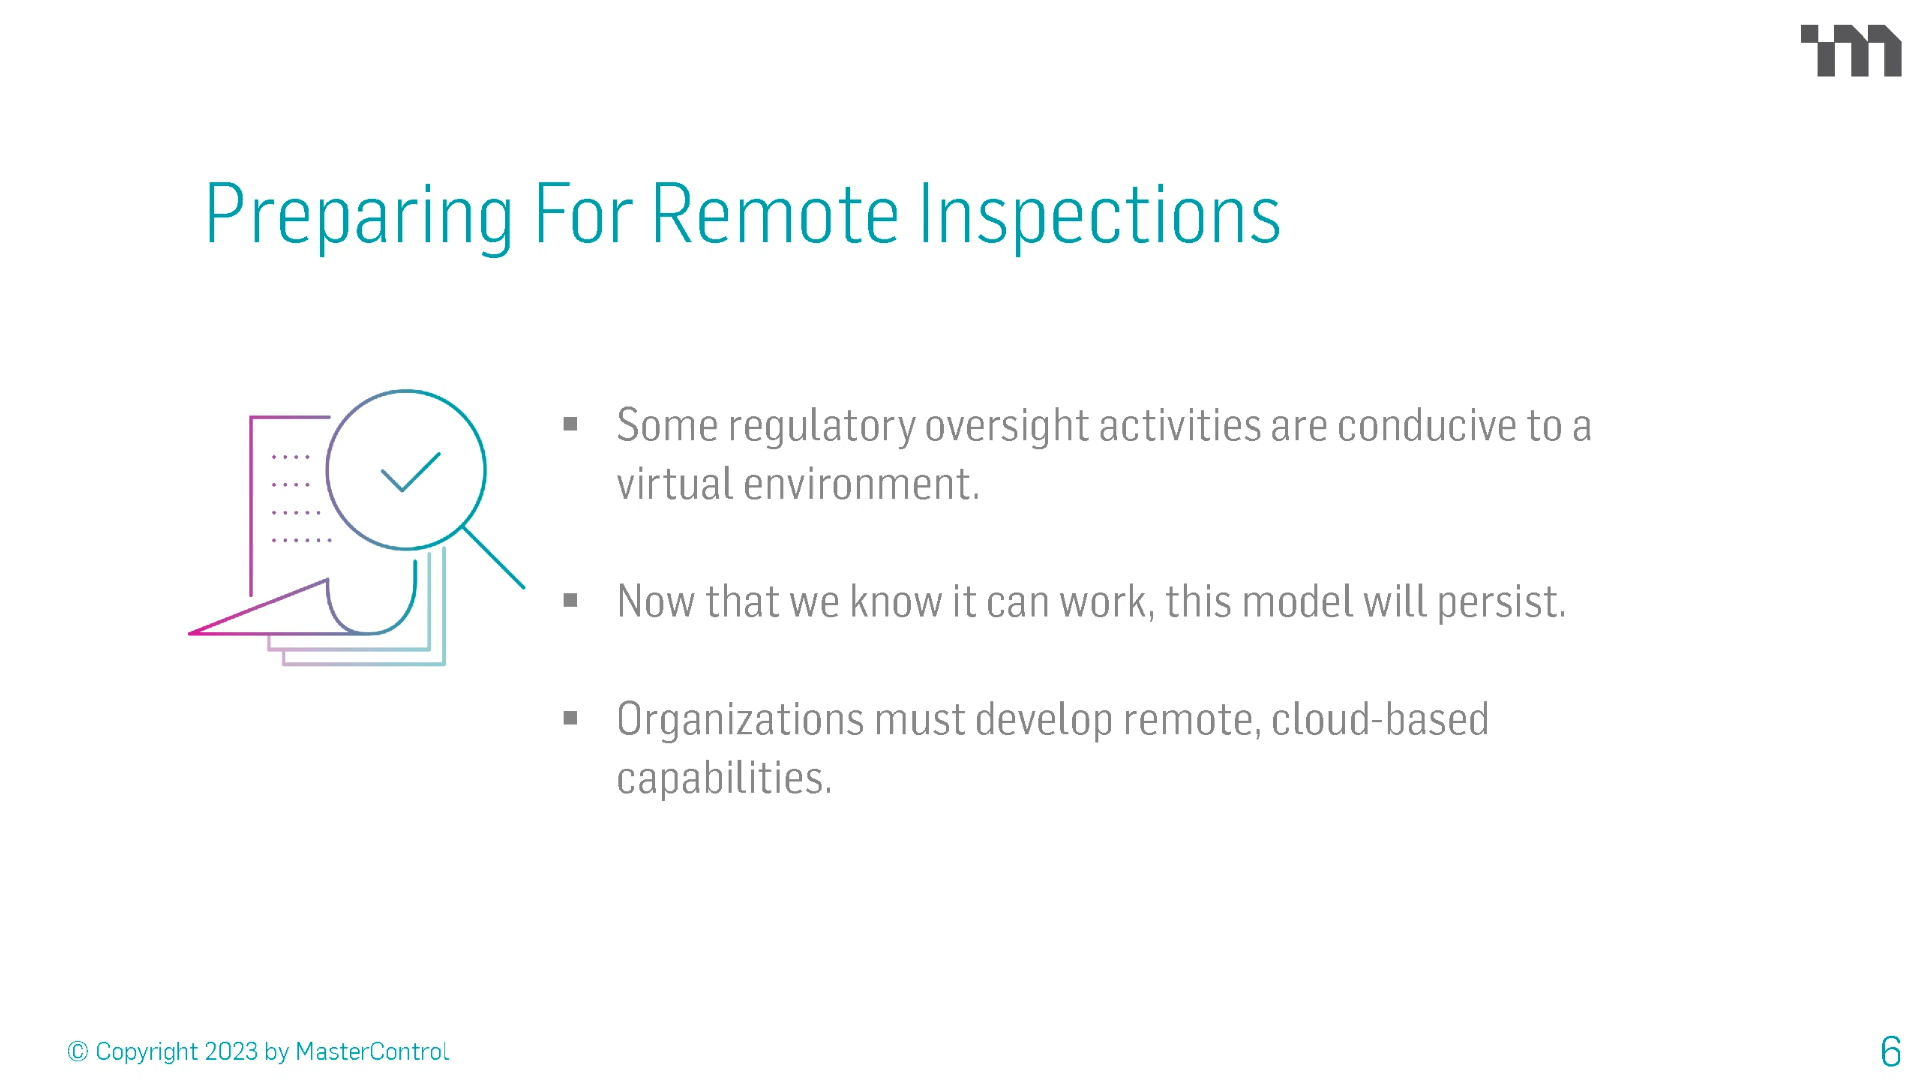 Preparing For Remote Inspections
▪ Some regulatory oversight activities are conducive to a
virtual environment.
▪ Now that we know it can work, this model will persist.
▪ Organizations must develop remote, cloud-based
capabilities.
© Copyright 2023 by MasterControl
6